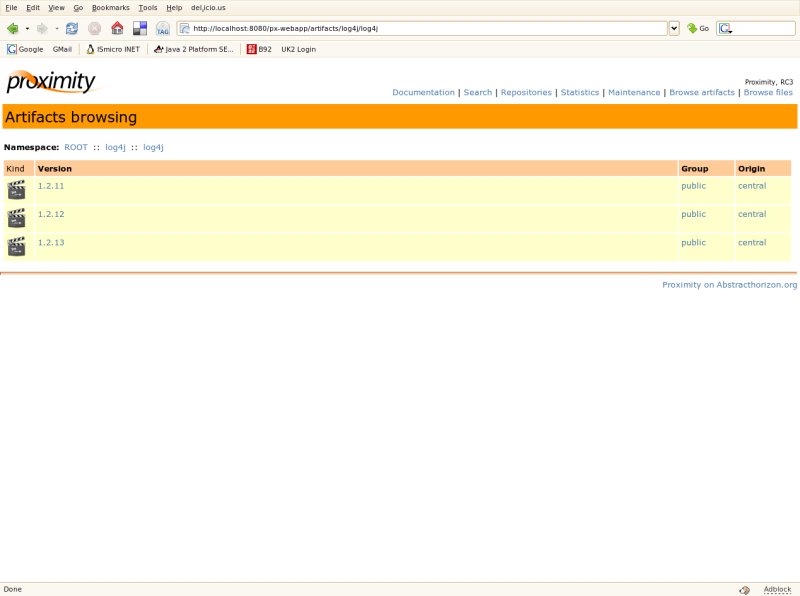 File Edit View Go Bookmarks Tools Help del.icio.us
TAG http://localhost:8080/px-webapp/artifacts/log4j/log4j Go
Google GMail ISmicro INET Java 2 Platform SE... B92 UK2 Login
proximity
Proximity, RC3
Documentation | Search | Repositories | Statistics | Maintenance | Browse artifacts | Browse files
Artifacts browsing
Namespace: ROOT :: log4j :: log4j
Kind Version Group Origin
1.2.11 public central
1.2.12 public central
1.2.13 public central
Proximity on Abstracthorizon.org
Done Adblock